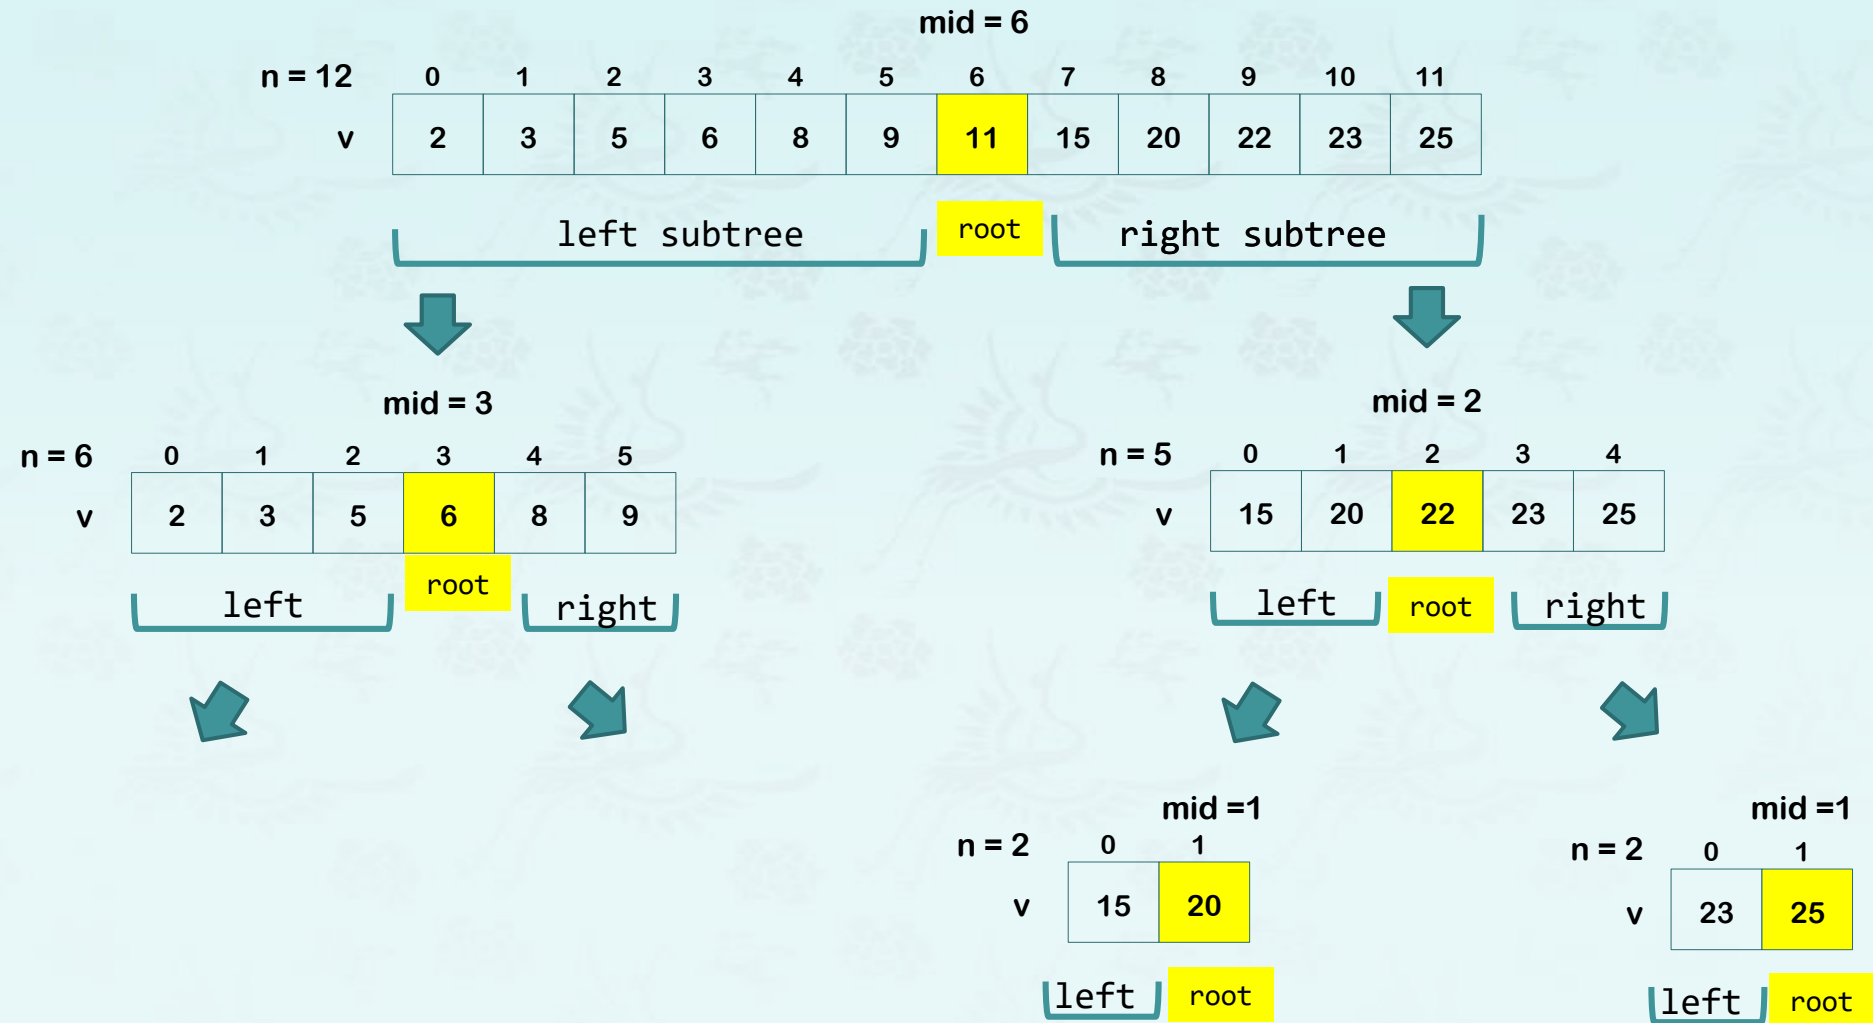 mid = 6
n = 12 0 1 2 3 4 5 6 7 8 9 10 11
v 2 3 5 6 8 9 11 15 20 22 23 25
left subtree root right subtree
mid = 3
n = 6 0 1 2 3 4 5
v 2 3 5 6 8 9
left root right
mid = 2
n = 5 0 1 2 3 4
v 15 20 22 23 25
left root right
mid =1
n = 2 0 1
v 15 20
left root
mid =1
n = 2 0 1
v 23 25
left root